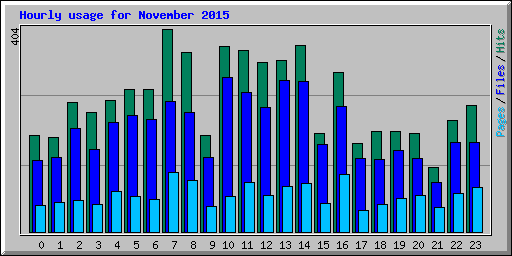 Hourly usage for November 2015
404
Pages/Files/Hits
0 1 2 3 4 5 6 7 8 9 10 11 12 13 14 15 16 17 18 19 20 21 22 23